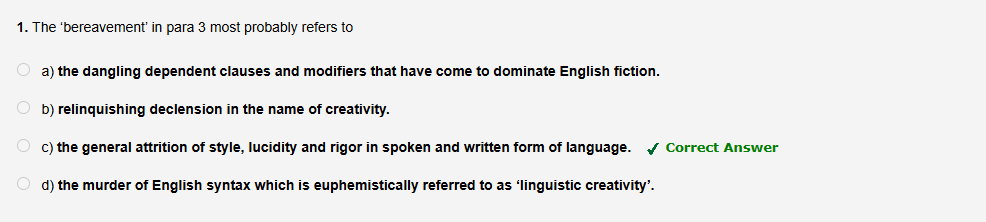 1. The ‘bereavement’ in para 3 most probably refers to
a) the dangling dependent clauses and modifiers that have come to dominate English fiction.
b) relinquishing declension in the name of creativity.
c) the general attrition of style, lucidity and rigor in spoken and written form of language. ✓ Correct Answer
d) the murder of English syntax which is euphemistically referred to as ‘linguistic creativity’.